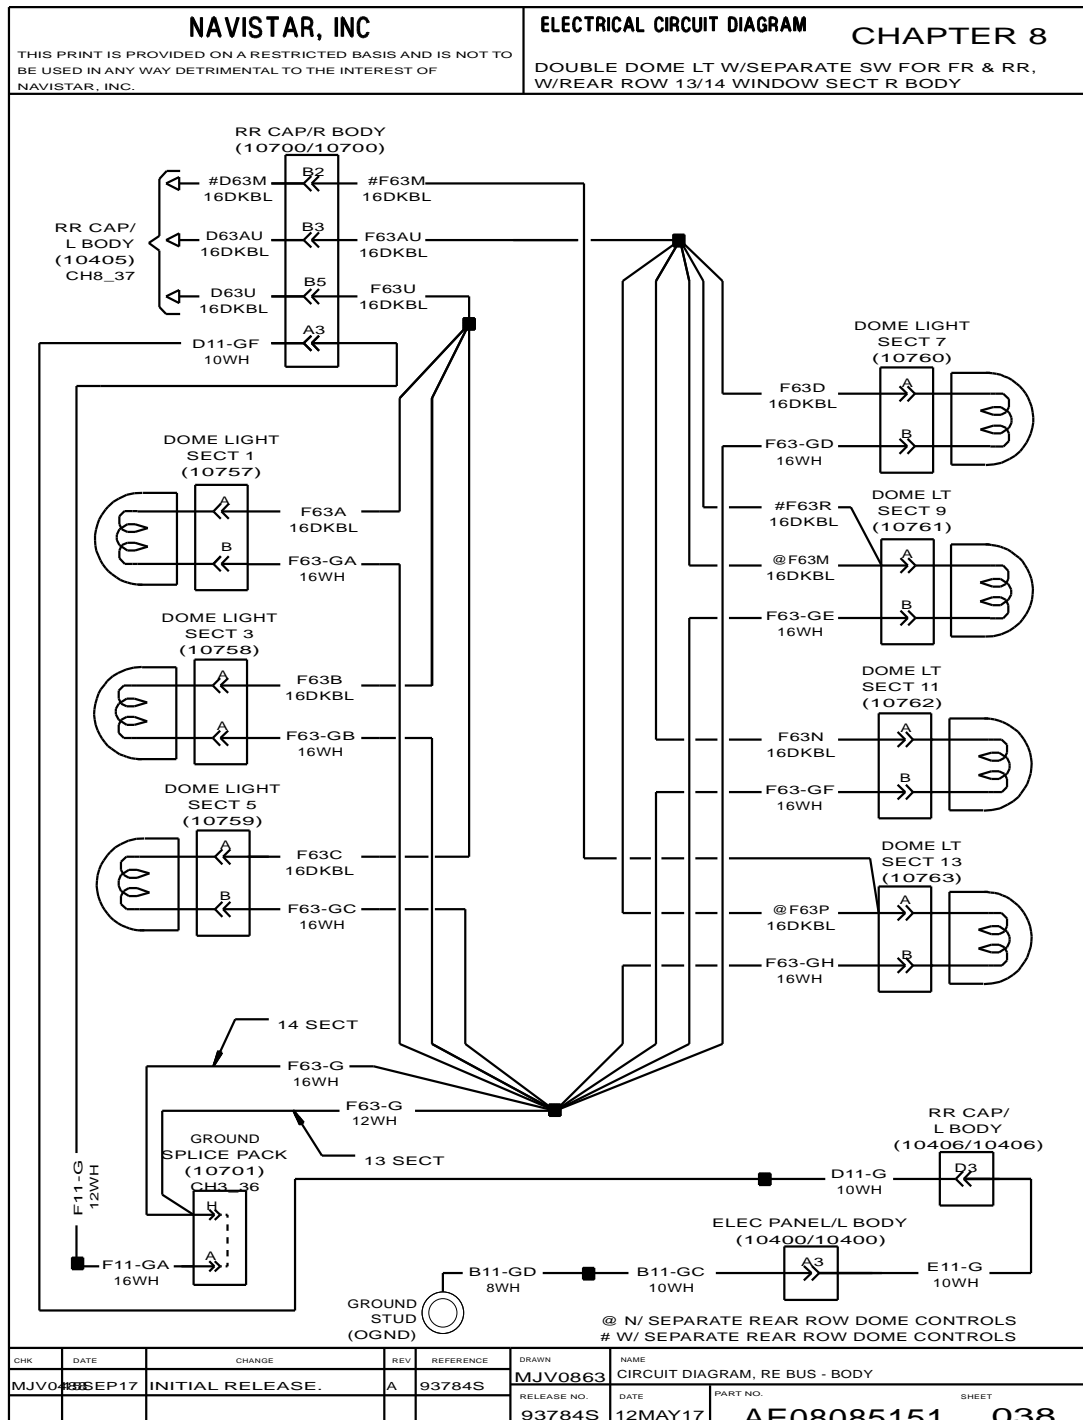 NAVISTAR, INC
THIS PRINT IS PROVIDED ON A RESTRICTED BASIS AND IS NOT TO
BE USED IN ANY WAY DETRIMENTAL TO THE INTEREST OF
NAVISTAR, INC.
ELECTRICAL CIRCUIT DIAGRAM
CHAPTER 8
DOUBLE DOME LT W/SEPARATE SW FOR FR & RR,
W/REAR ROW 13/14 WINDOW SECT R BODY
RR CAP/R BODY
(10700/10700)
#D63M
16DKBL
B2
#F63M
16DKBL
RR CAP/
L BODY
(10405)
CH8_37
D63AU
16DKBL
B3
F63AU
16DKBL
D63U
16DKBL
B5
F63U
16DKBL
D11-GF
10WH
A3
DOME LIGHT
SECT 7
(10760)
F63D
16DKBL
A
F63-GD
16WH
B
DOME LIGHT
SECT 1
(10757)
A
F63A
16DKBL
B
F63-GA
16WH
DOME LT
SECT 9
(10761)
#F63R
16DKBL
@F63M
16DKBL
A
F63-GE
16WH
B
DOME LIGHT
SECT 3
(10758)
A
F63B
16DKBL
A
F63-GB
16WH
DOME LT
SECT 11
(10762)
F63N
16DKBL
A
F63-GF
16WH
B
DOME LIGHT
SECT 5
(10759)
A
F63C
16DKBL
B
F63-GC
16WH
DOME LT
SECT 13
(10763)
@F63P
16DKBL
A
F63-GH
16WH
B
14 SECT
F63-G
16WH
F63-G
12WH
13 SECT
GROUND
SPLICE PACK
(10701)
CH3_36
H
A
F11-G
12WH
F11-GA
16WH
RR CAP/
L BODY
(10406/10406)
D11-G
10WH
D3
ELEC PANEL/L BODY
(10400/10400)
B11-GD
8WH
B11-GC
10WH
A3
E11-G
10WH
GROUND
STUD
(OGND)
@ N/ SEPARATE REAR ROW DOME CONTROLS
# W/ SEPARATE REAR ROW DOME CONTROLS
CHK
DATE
CHANGE
REV
REFERENCE
SEP17
INITIAL RELEASE.
A
93784S
DRAWN
MJV0863
NAME
CIRCUIT DIAGRAM, RE BUS - BODY
RELEASE NO.
93784S
DATE
12MAY17
PART NO.
AE08085151
SHEET
038